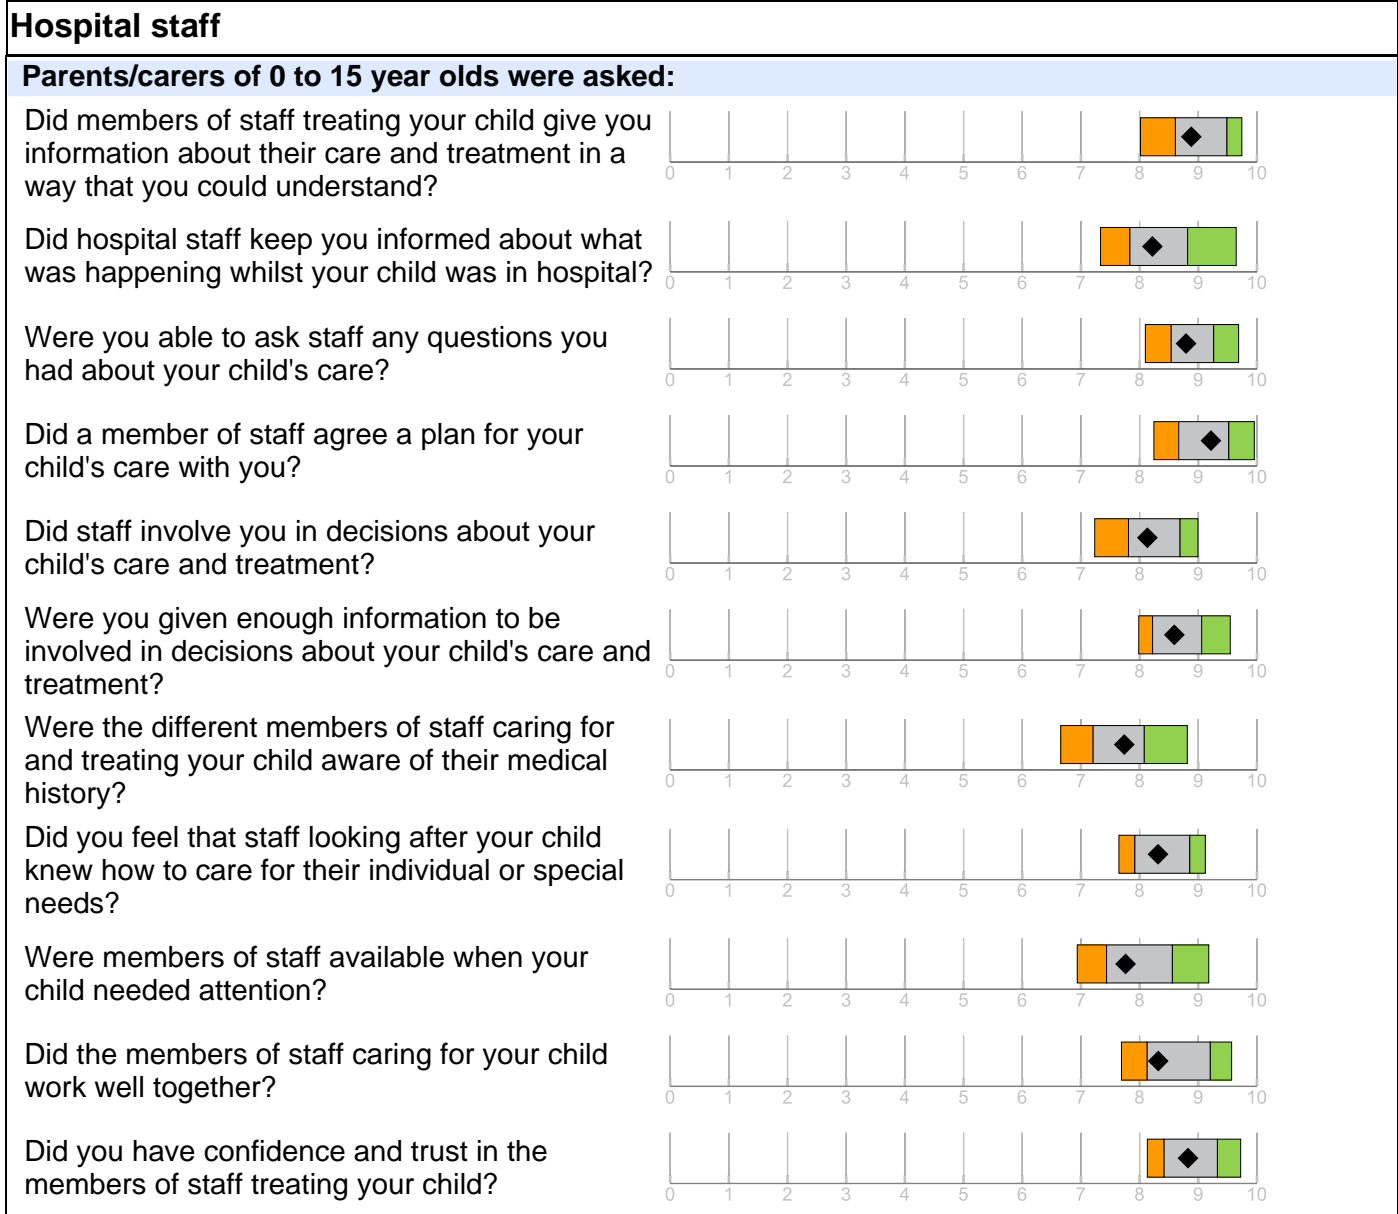 Hospital staff
Parents/carers of 0 to 15 year olds were asked:
Did members of staff treating your child give you
information about their care and treatment in a
way that you could understand?
0 1 2 3 4 5 6 7 8 9 10
Did hospital staff keep you informed about what
was happening whilst your child was in hospital?
0 1 2 3 4 5 6 7 8 9 10
Were you able to ask staff any questions you
had about your child's care?
0 1 2 3 4 5 6 7 8 9 10
Did a member of staff agree a plan for your
child's care with you?
0 1 2 3 4 5 6 7 8 9 10
Did staff involve you in decisions about your
child's care and treatment?
0 1 2 3 4 5 6 7 8 9 10
Were you given enough information to be
involved in decisions about your child's care and
treatment?
0 1 2 3 4 5 6 7 8 9 10
Were the different members of staff caring for
and treating your child aware of their medical
history?
0 1 2 3 4 5 6 7 8 9 10
Did you feel that staff looking after your child
knew how to care for their individual or special
needs?
0 1 2 3 4 5 6 7 8 9 10
Were members of staff available when your
child needed attention?
0 1 2 3 4 5 6 7 8 9 10
Did the members of staff caring for your child
work well together?
0 1 2 3 4 5 6 7 8 9 10
Did you have confidence and trust in the
members of staff treating your child?
0 1 2 3 4 5 6 7 8 9 10